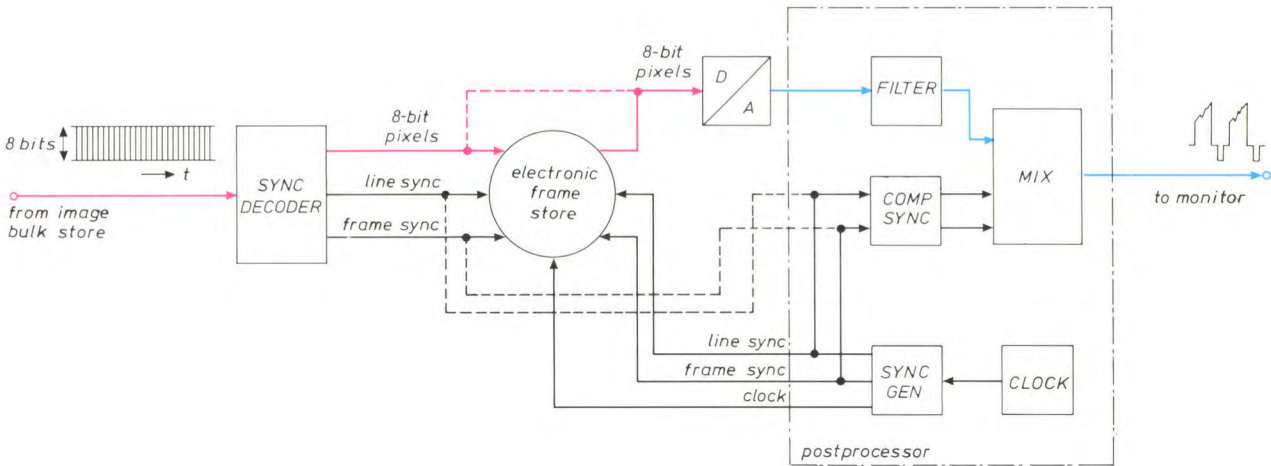 8 bits
t
from image
bulk store
SYNC
DECODER
8-bit
pixels
line sync
frame sync
electronic
frame
store
8-bit
pixels
D
A
FILTER
COMP
SYNC
MIX
to monitor
line sync
frame sync
clock
SYNC
GEN
CLOCK
postprocessor